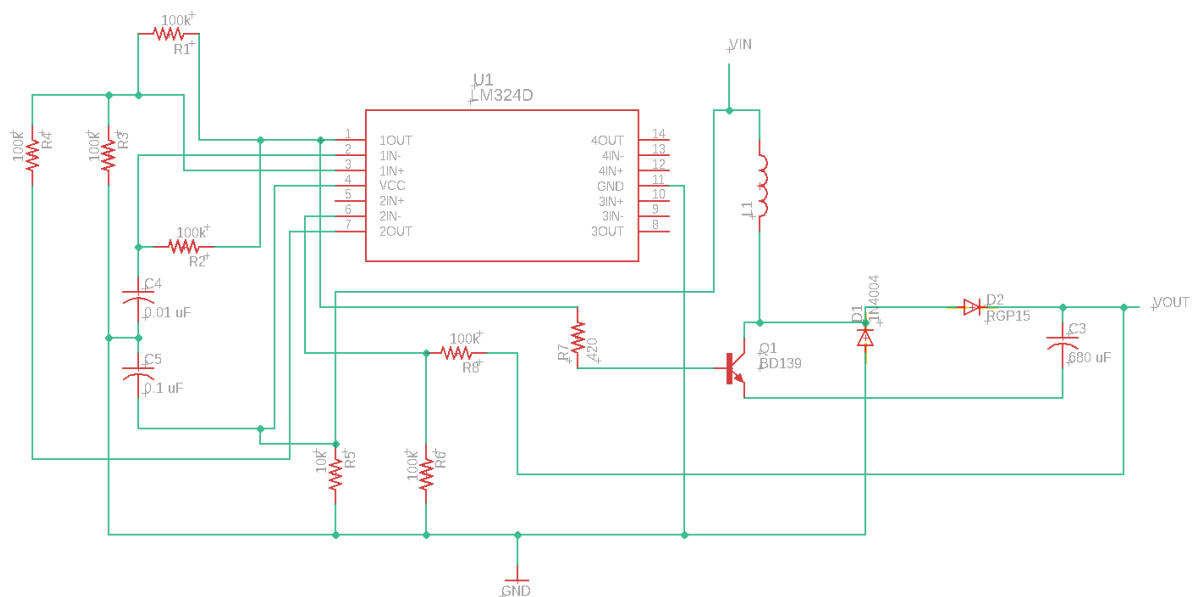 100k
R1
VIN
U1
LM324D
100k
R4
100k
R3
1 1OUT 4OUT 14
2 1IN- 4IN- 13
3 1IN+ 4IN+ 12
4 VCC GND 11
5 2IN+ 3IN+ 10
6 2IN- 3IN- 9
7 2OUT 3OUT 8
L1
100k
R2
C4
0.01 uF
D1
1N4004
D2
RGP15
VOUT
C3
680 uF
R7
420
Q1
BD139
100k
R8
C5
0.1 uF
10k
R5
100k
R6
GND